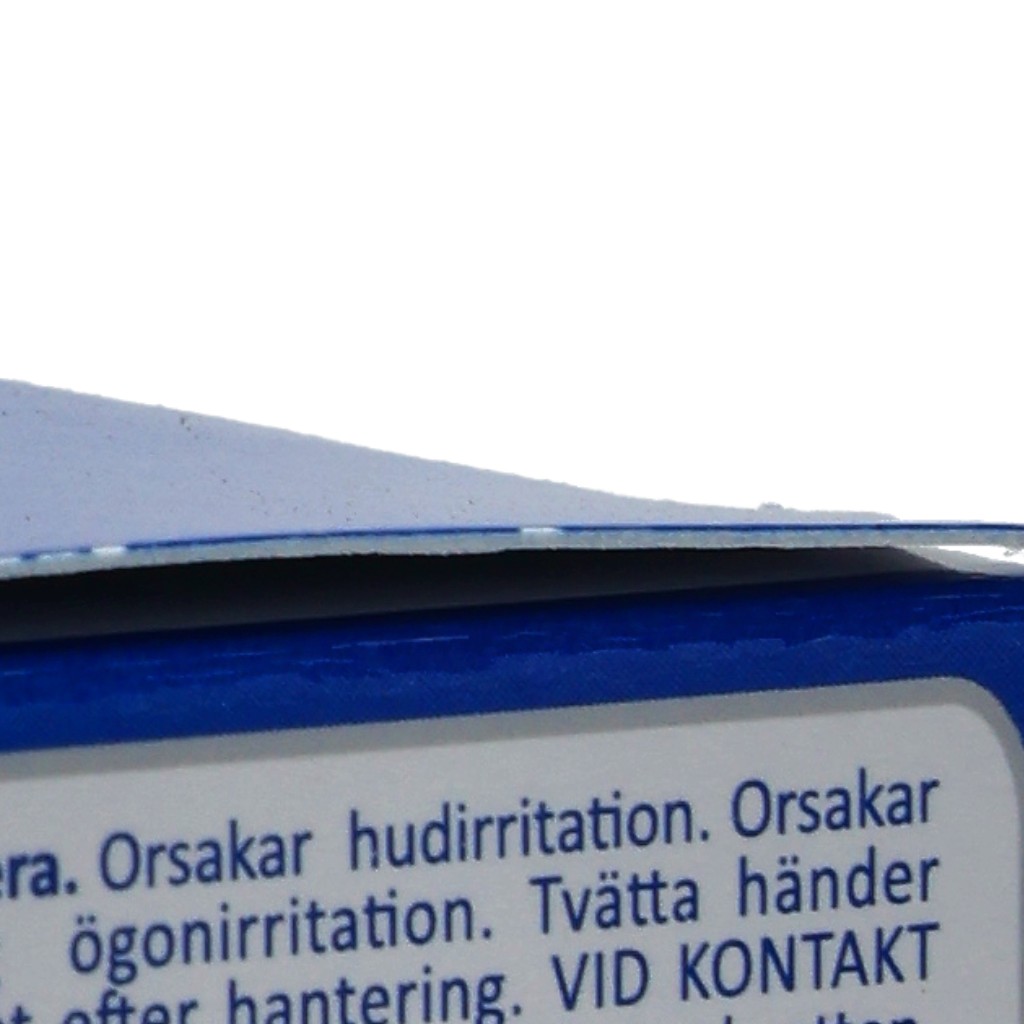 era. Orsakar hudirritation. Orsakar
ögonirritation. Tvätta händer
efter hantering. VID KONTAKT